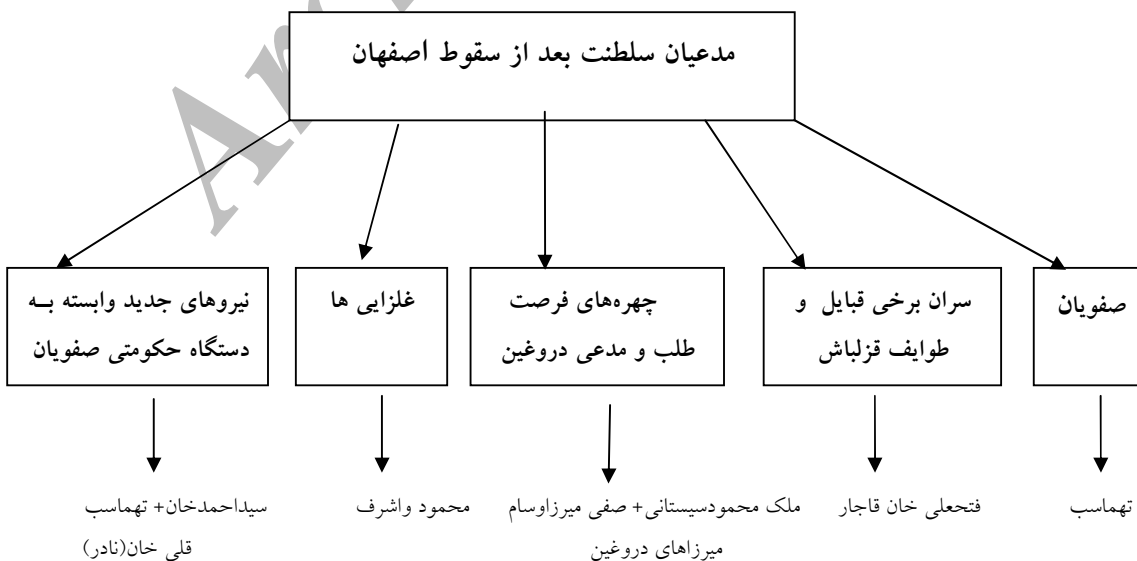 مدعیان سلطنت بعد از سقوط اصفهان
صفویان
سران برخی قبایل و
طوایف قزلباش
چهره‌های فرصت
طلب و مدعی دروغین
غلزایی ها
نیروهای جدید وابسته بـه
دستگاه حکومتی صفویان
تهماسب
فتحعلی خان قاجار
ملک محمودسیستانی+ صفی میرزاوسام
میرزاهای دروغین
محمود واشرف
سیداحمدخان+ تهماسب
قلی خان(نادر)